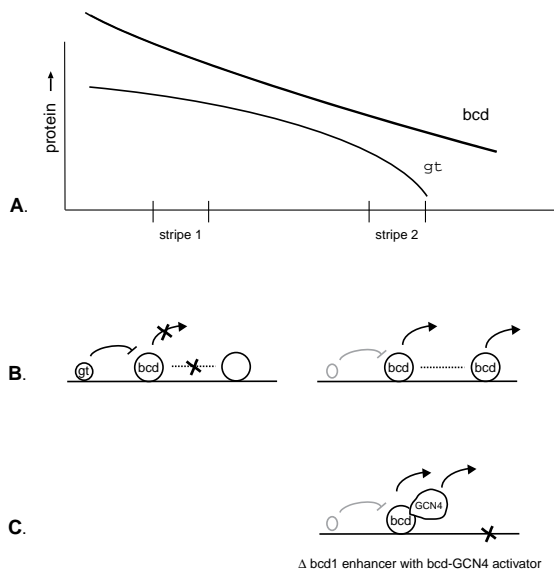 protein
bcd
gt
A.
stripe 1
stripe 2
B.
gt
bcd
bcd
bcd
C.
bcd
GCN4
Δ bcd1 enhancer with bcd-GCN4 activator